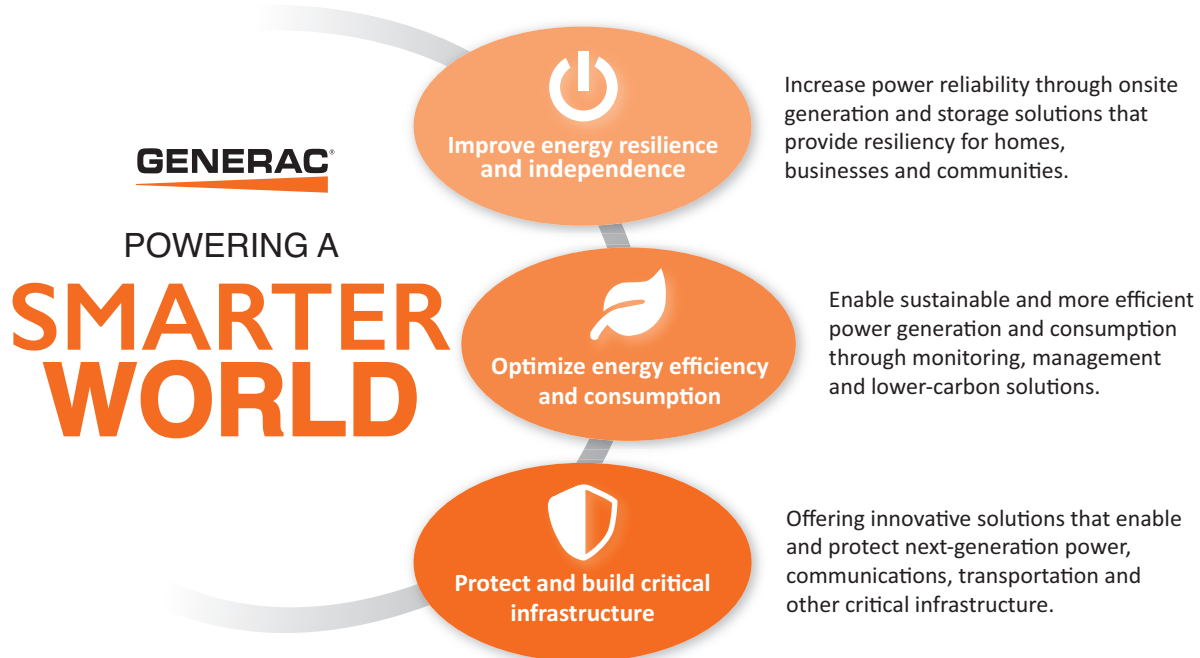 GENERAC®
POWERING A
SMARTER
WORLD
Improve energy resilience
and independence
Increase power reliability through onsite
generation and storage solutions that
provide resiliency for homes,
businesses and communities.
Optimize energy efficiency
and consumption
Enable sustainable and more efficient
power generation and consumption
through monitoring, management
and lower-carbon solutions.
Protect and build critical
infrastructure
Offering innovative solutions that enable
and protect next-generation power,
communications, transportation and
other critical infrastructure.